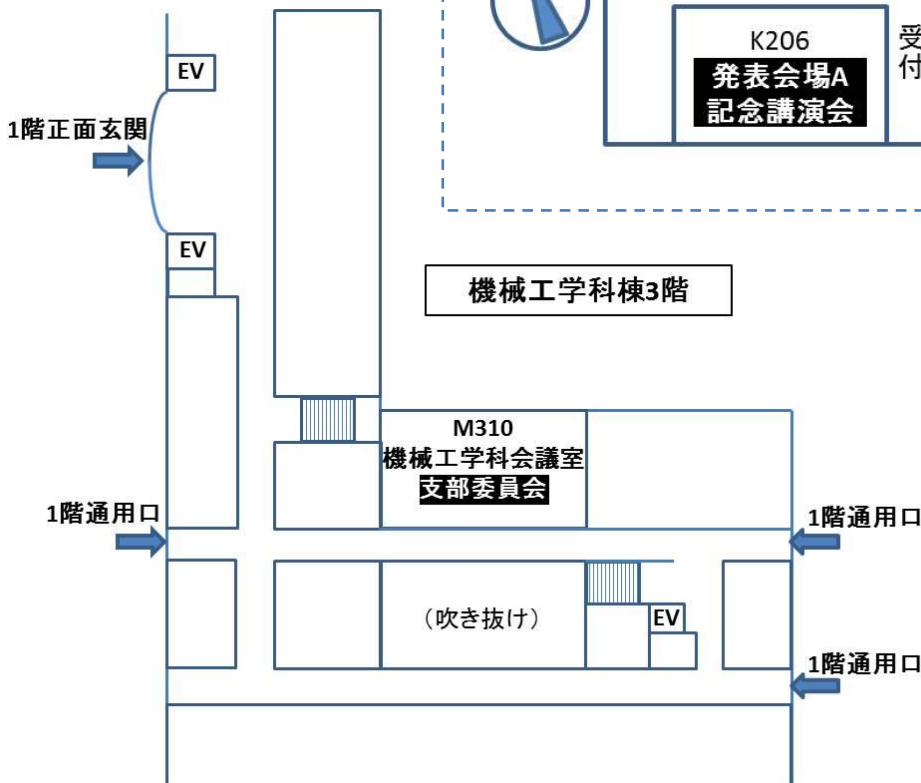 K206
発表会場A
記念講演会
受
付
EV
1階正面玄関
EV
機械工学科棟3階
M310
機械工学科会議室
支部委員会
1階通用口
1階通用口
(吹き抜け)
EV
1階通用口